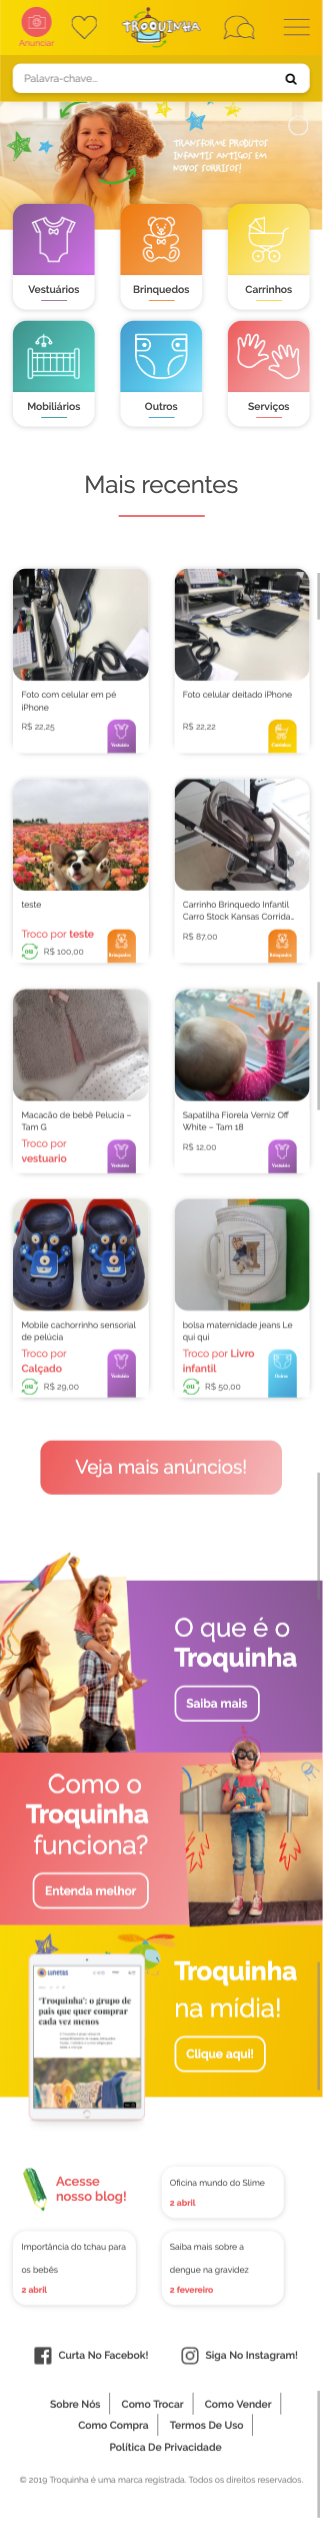 Anunciar
TROQUINHA
Palavra-chave...
TRANSFORME PRODUTOS
INFANTIS ANTIGOS EM
NOVOS SORRISOS!
Vestuários
Brinquedos
Carrinhos
Mobiliários
Outros
Serviços
Mais recentes
Foto com celular em pé
iPhone
R$ 22,25
Vestuário
Foto celular deitado iPhone
R$ 22,22
Carrinhos
teste
Troco por teste
ou
R$ 100,00
Brinquedos
Carrinho Brinquedo Infantil
Carro Stock Kansas Corrida...
R$ 87,00
Brinquedos
Macacão de bebê Pelucia –
Tam G
Troco por
vestuario
Vestuário
Sapatilha Fiorela Verniz Off
White – Tam 18
R$ 12,00
Vestuário
Mobile cachorrinho sensorial
de pelúcia
Troco por
Calçado
ou
R$ 29,00
Vestuário
bolsa maternidade jeans Le
qui qui
Troco por Livro
infantil
ou
R$ 50,00
Outros
Veja mais anúncios!
O que é o
Troquinha
Saiba mais
Como o
Troquinha
funciona?
Entenda melhor
'Troquinha': o grupo de
pais que quer comprar
cada vez menos
Troquinha
na mídia!
Clique aqui!
Acesse
nosso blog!
Oficina mundo do Slime
2 abril
Importância do tchau para
os bebês
2 abril
Saiba mais sobre a
dengue na gravidez
2 fevereiro
Curta No Facebok!
Siga No Instagram!
Sobre Nós
Como Trocar
Como Vender
Como Compra
Termos De Uso
Política De Privacidade
© 2019 Troquinha é uma marca registrada. Todos os direitos reservados.